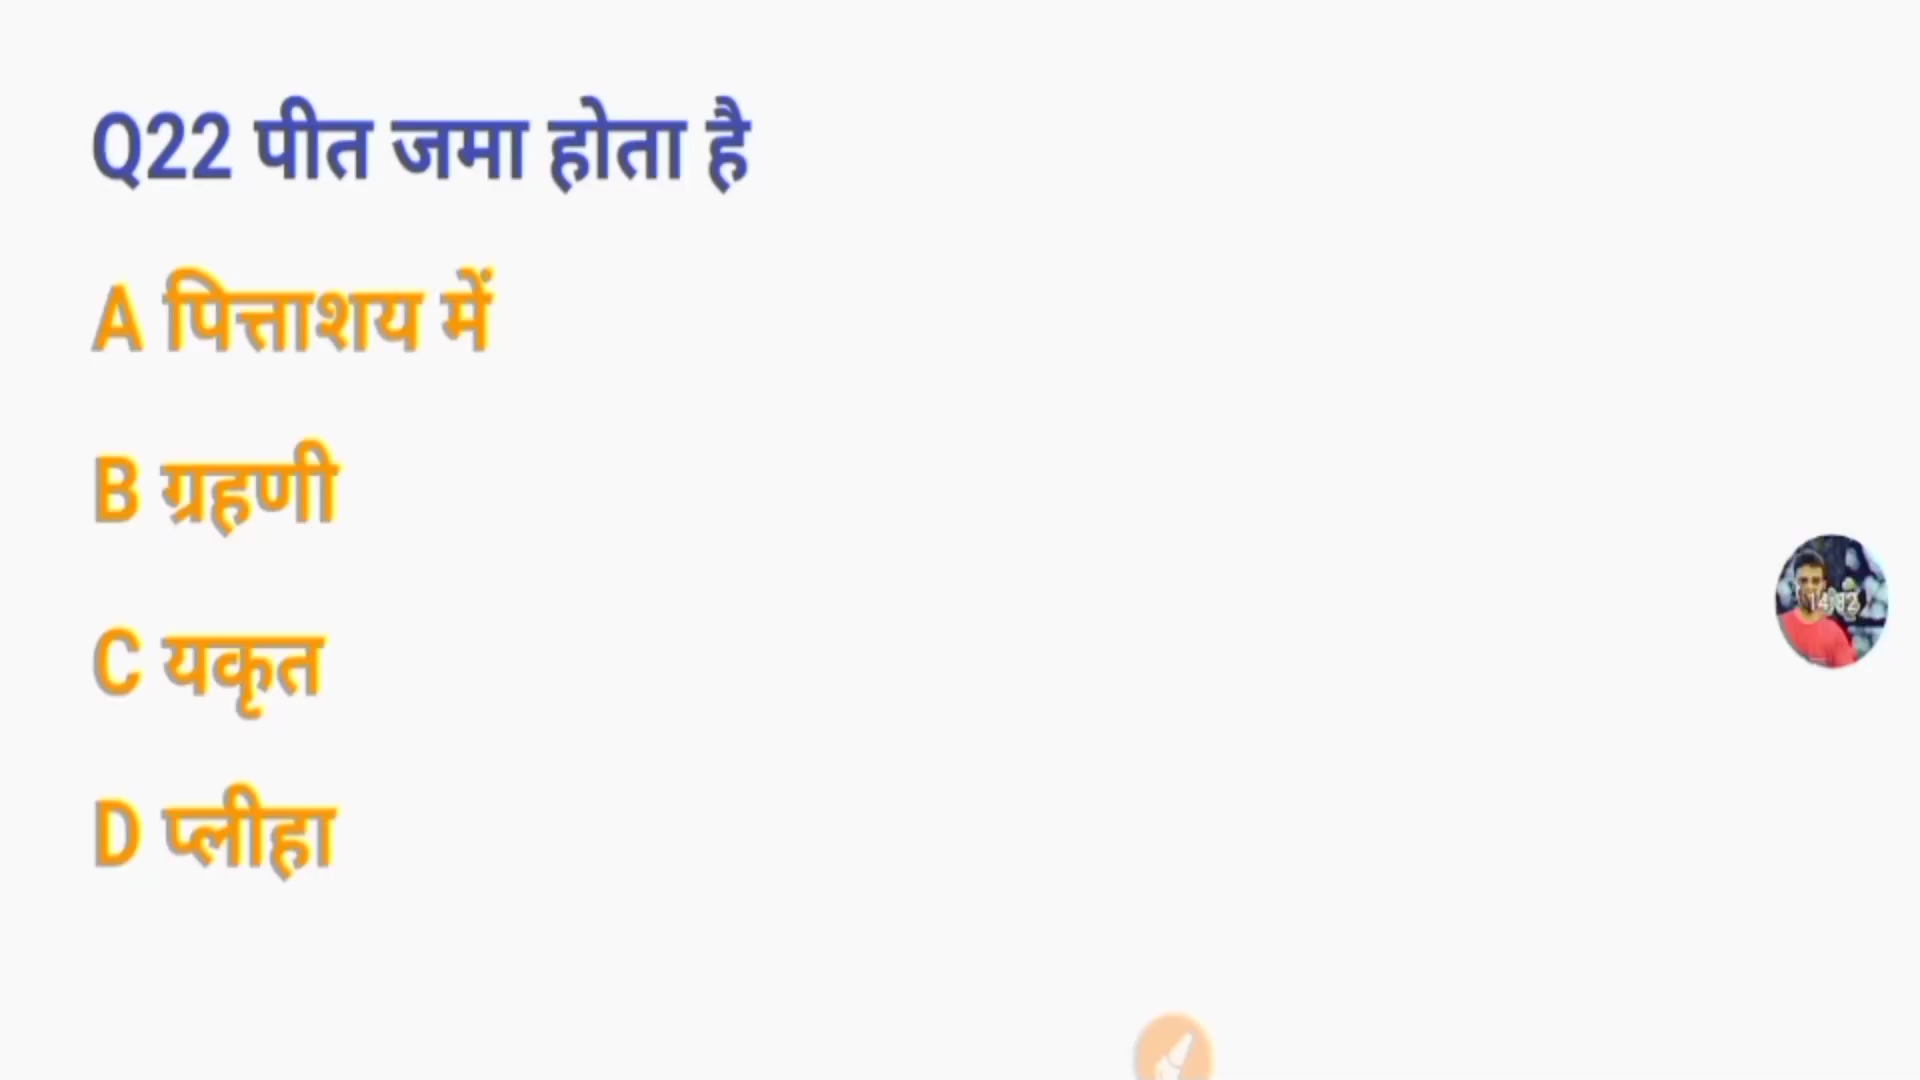 Q22 पीत जमा होता है
A पित्ताशय में
B ग्रहणी
C यकृत
D प्लीहा